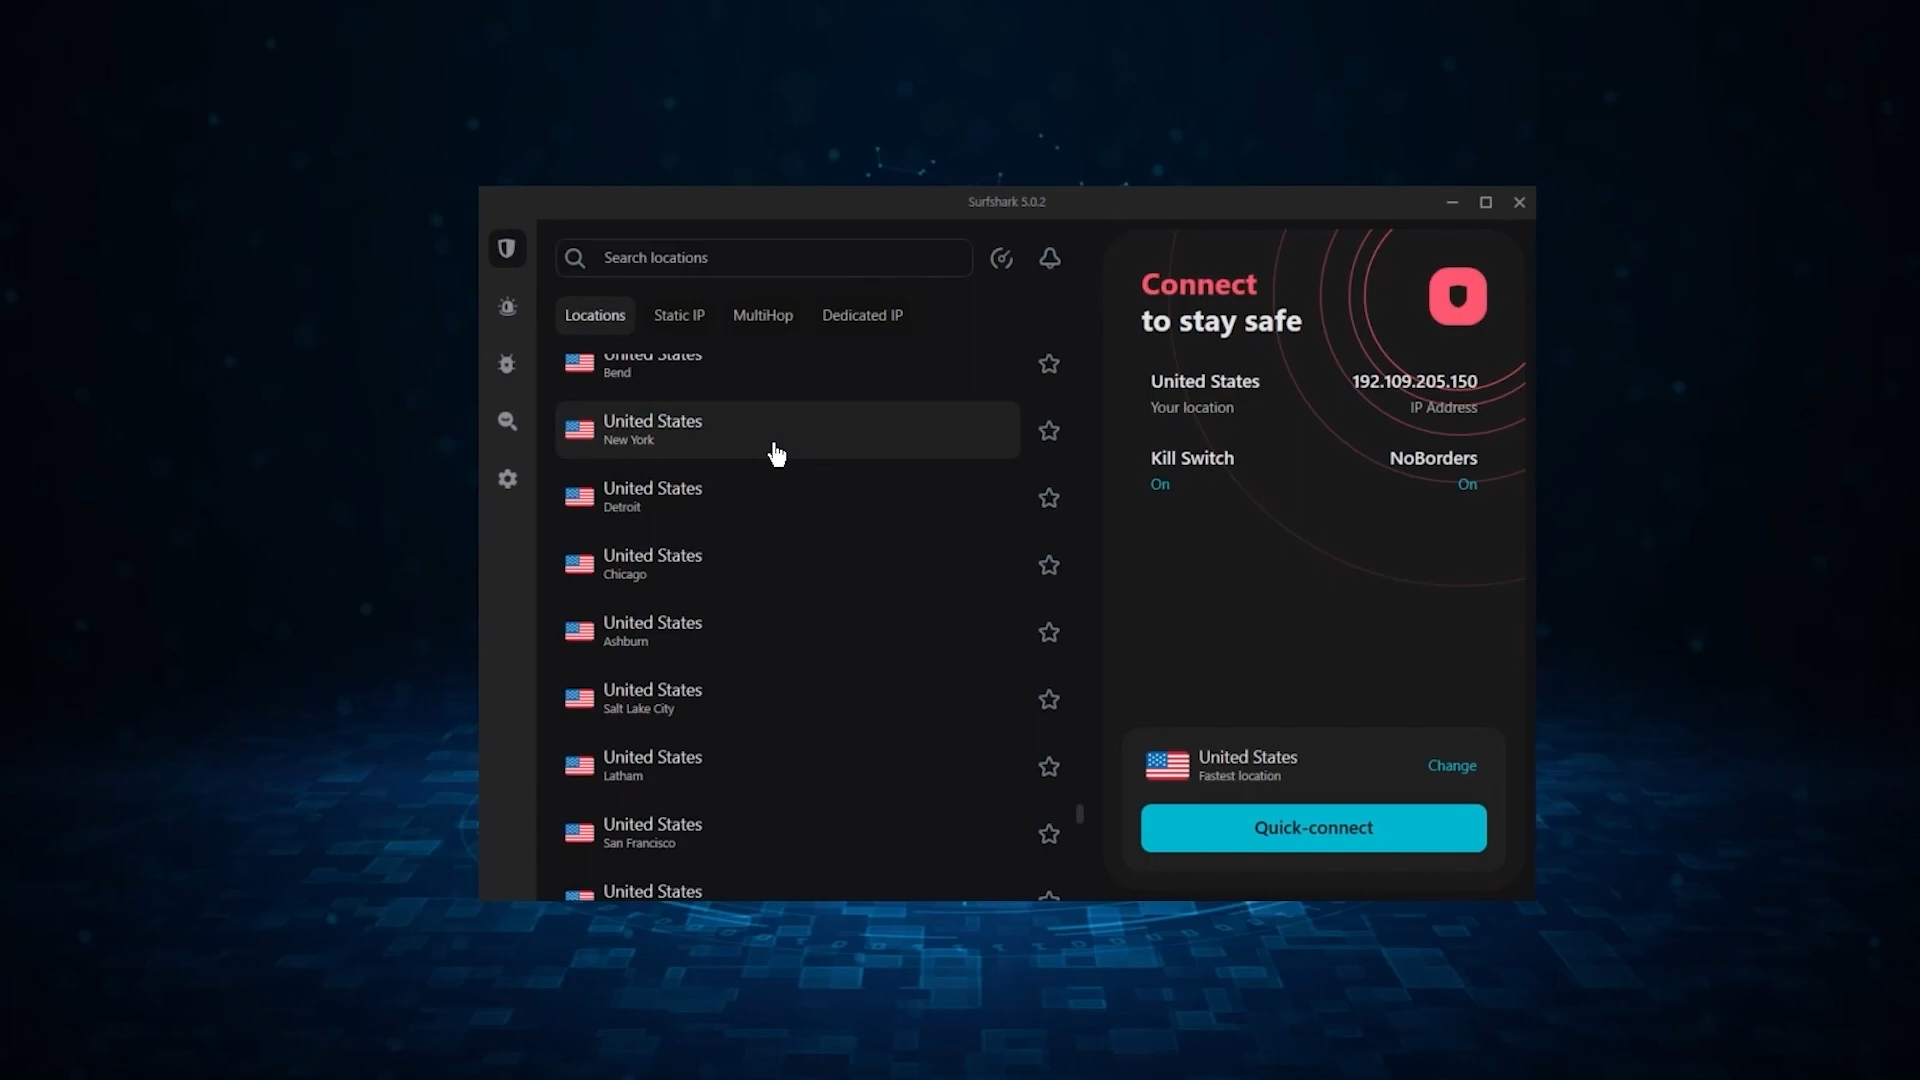 Surfshark 5.0.2
Search locations
Locations Static IP MultiHop Dedicated IP
United States
Bend
United States
New York
United States
Detroit
United States
Chicago
United States
Ashburn
United States
Salt Lake City
United States
Latham
United States
San Francisco
United States
Connect
to stay safe
United States 192.109.205.150
Your location IP Address
Kill Switch NoBorders
On On
United States
Fastest location
Change
Quick-connect